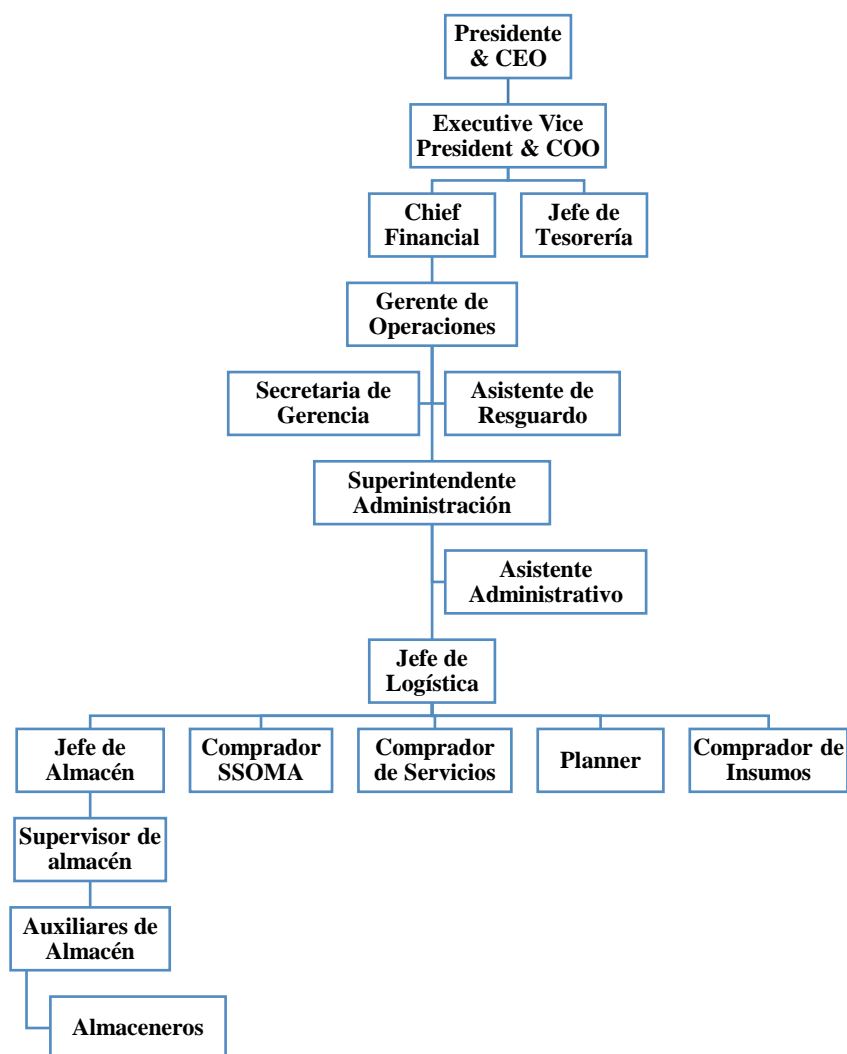 Presidente
& CEO
Executive Vice
President & COO
Chief
Financial
Jefe de
Tesorería
Gerente de
Operaciones
Secretaria de
Gerencia
Asistente de
Resguardo
Superintendente
Administración
Asistente
Administrativo
Jefe de
Logística
Jefe de
Almacén
Comprador
SSOMA
Comprador
de Servicios
Planner
Comprador de
Insumos
Supervisor de
almacén
Auxiliares de
Almacén
Almaceneros